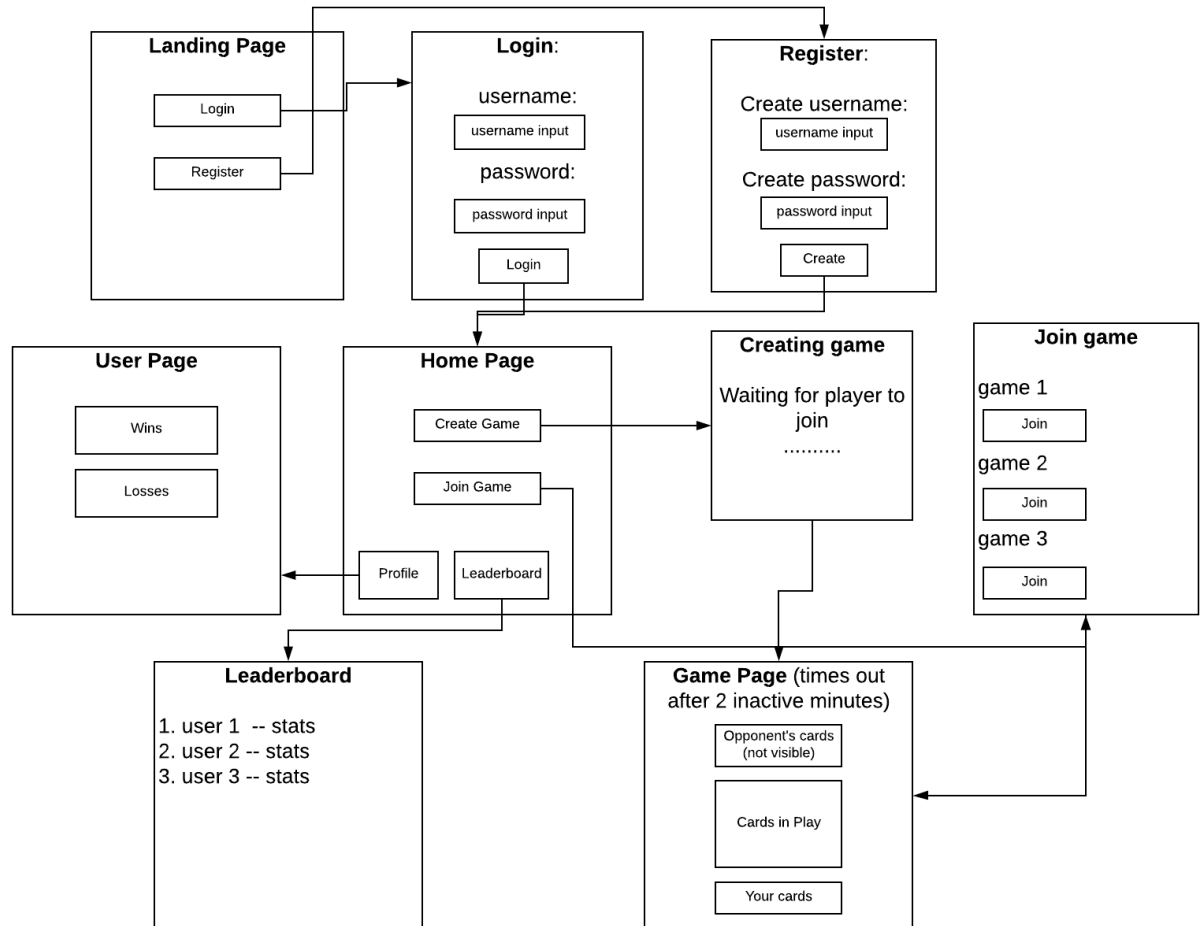 Landing Page
Login
Register
Login:
username:
username input
password:
password input
Login
Register:
Create username:
username input
Create password:
password input
Create
User Page
Wins
Losses
Home Page
Create Game
Join Game
Profile
Leaderboard
Creating game
Waiting for player to
join
..........
Join game
game 1
Join
game 2
Join
game 3
Join
Leaderboard
1. user 1  -- stats
2. user 2 -- stats
3. user 3 -- stats
Game Page (times out
after 2 inactive minutes)
Opponent's cards
(not visible)
Cards in Play
Your cards